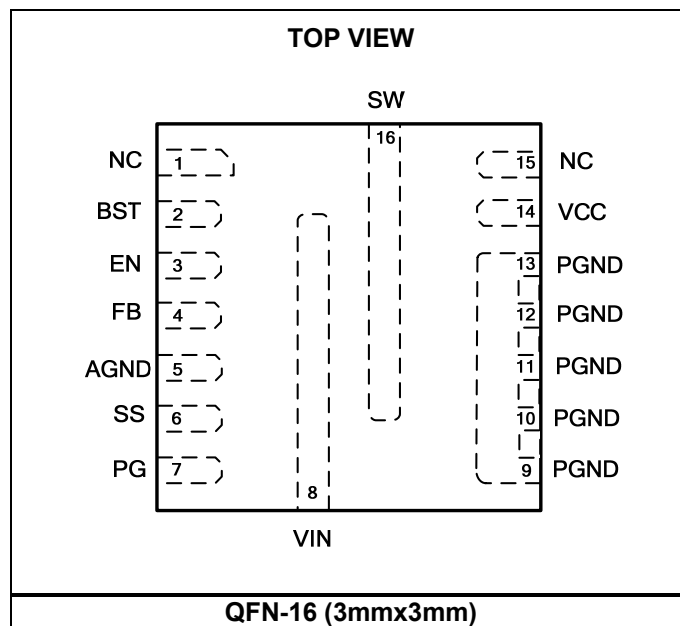 TOP VIEW
SW
16
NC 1 15 NC
BST 2 14 VCC
EN 3 13 PGND
FB 4 12 PGND
AGND 5 11 PGND
SS 6 10 PGND
PG 7 8 9 PGND
VIN
QFN-16 (3mmx3mm)